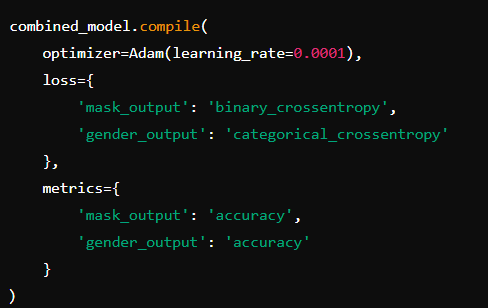 combined_model.compile(
    optimizer=Adam(learning_rate=0.0001),
    loss={
        'mask_output': 'binary_crossentropy',
        'gender_output': 'categorical_crossentropy'
    },
    metrics={
        'mask_output': 'accuracy',
        'gender_output': 'accuracy'
    }
)